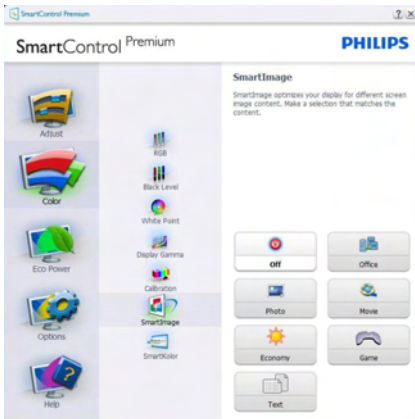 SmartControl Premium
SmartControl Premium
PHILIPS
Adjust
Color
Eco Power
Options
Help
RGB
Black Level
White Point
Display Gamma
Calibration
SmartImage
SmartKolor
SmartImage
SmartImage optimizes your display for different screen
image content. Make a selection that matches the
content.
Off
Office
Photo
Movie
Economy
Game
Text